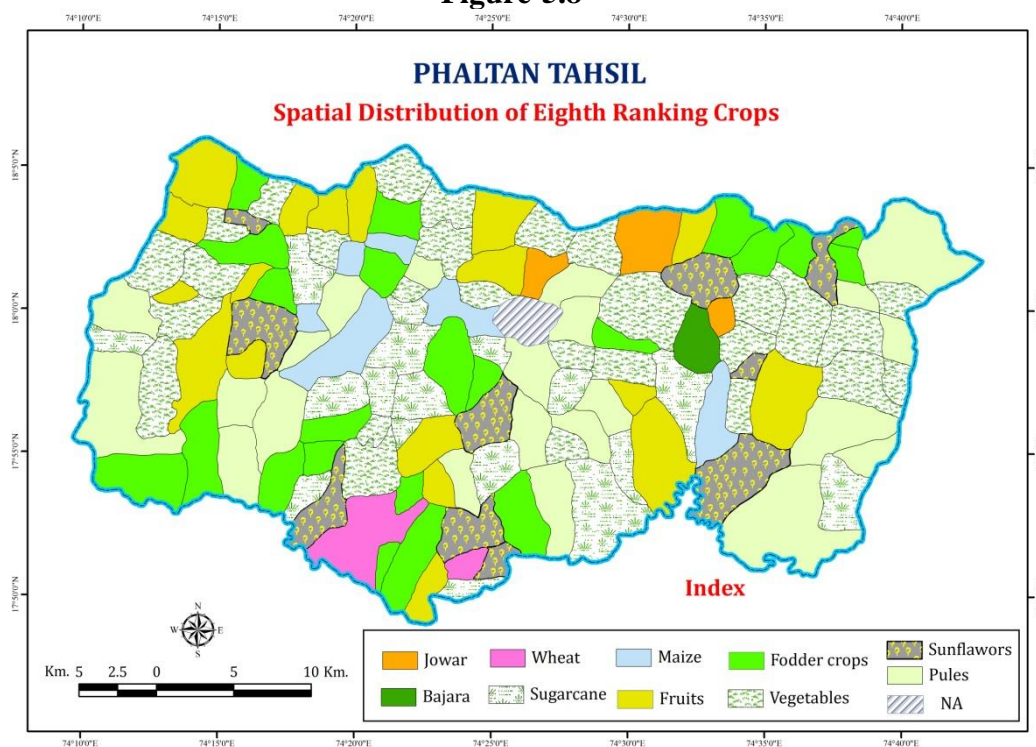 Figure 5.8
74°10'0"E 74°15'0"E 74°20'0"E 74°25'0"E 74°30'0"E 74°35'0"E 74°40'0"E
PHALTAN TAHSIL
Spatial Distribution of Eighth Ranking Crops
18°5'0"N
18°0'0"N
17°55'0"N
17°50'0"N
Index
N
W E
S
Km. 5 2.5 0 5 10 Km.
Jowar Wheat Maize Fodder crops Sunflawors
Pules
Bajara Sugarcane Fruits Vegetables NA
74°10'0"E 74°15'0"E 74°20'0"E 74°25'0"E 74°30'0"E 74°35'0"E 74°40'0"E